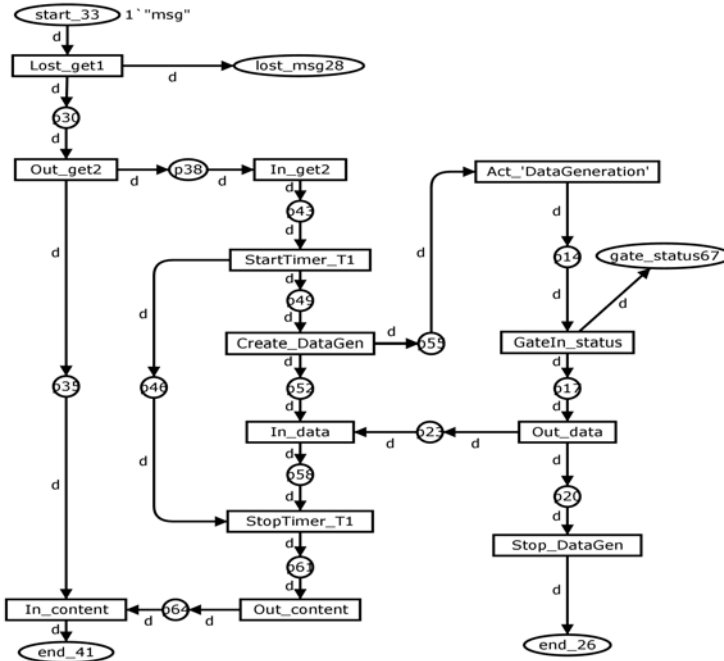 start_33 1`"msg"
d
Lost_get1
d
lost_msg28
d
p30
d
Out_get2
d
p38
d
In_get2
Act_'DataGeneration'
d
p43
d
d
d
p14
gate_status67
d
StartTimer_T1
d
d
d
p49
d
d
Create_DataGen
d
p55
GateIn_status
d
d
p35
p46
p52
p17
d
d
In_data
d
p23
d
Out_data
d
d
p58
d
d
d
p20
d
StopTimer_T1
d
Stop_DataGen
d
p61
d
d
In_content
d
p64
d
Out_content
d
end_41
end_26